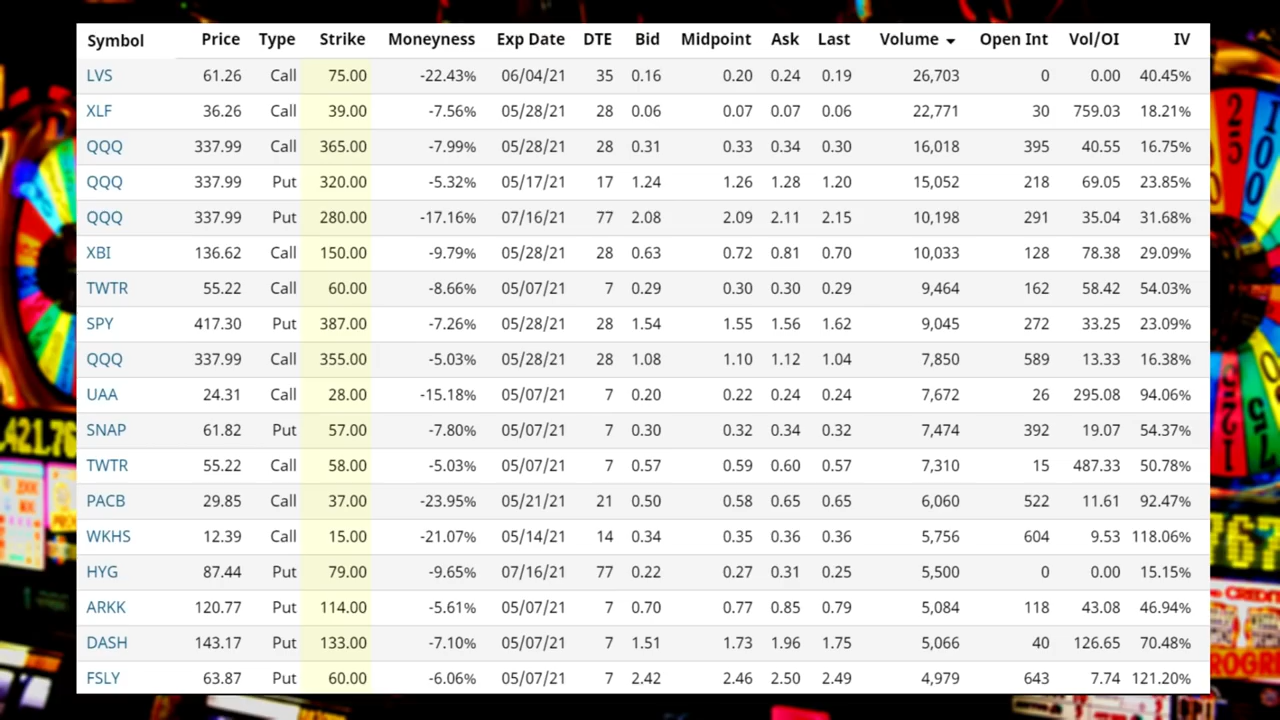 Symbol Price Type Strike Moneyness Exp Date DTE Bid Midpoint Ask Last Volume Open Int Vol/OI IV
LVS 61.26 Call 75.00 -22.43% 06/04/21 35 0.16 0.20 0.24 0.19 26,703 0 0.00 40.45%
XLF 36.26 Call 39.00 -7.56% 05/28/21 28 0.06 0.07 0.07 0.06 22,771 30 759.03 18.21%
QQQ 337.99 Call 365.00 -7.99% 05/28/21 28 0.31 0.33 0.34 0.30 16,018 395 40.55 16.75%
QQQ 337.99 Put 320.00 -5.32% 05/17/21 17 1.24 1.26 1.28 1.20 15,052 218 69.05 23.85%
QQQ 337.99 Put 280.00 -17.16% 07/16/21 77 2.08 2.09 2.11 2.15 10,198 291 35.04 31.68%
XBI 136.62 Call 150.00 -9.79% 05/28/21 28 0.63 0.72 0.81 0.70 10,033 128 78.38 29.09%
TWTR 55.22 Call 60.00 -8.66% 05/07/21 7 0.29 0.30 0.30 0.29 9,464 162 58.42 54.03%
SPY 417.30 Put 387.00 -7.26% 05/28/21 28 1.54 1.55 1.56 1.62 9,045 272 33.25 23.09%
QQQ 337.99 Call 355.00 -5.03% 05/28/21 28 1.08 1.10 1.12 1.04 7,850 589 13.33 16.38%
UAA 24.31 Call 28.00 -15.18% 05/07/21 7 0.20 0.22 0.24 0.24 7,672 26 295.08 94.06%
SNAP 61.82 Put 57.00 -7.80% 05/07/21 7 0.30 0.32 0.34 0.32 7,474 392 19.07 54.37%
TWTR 55.22 Call 58.00 -5.03% 05/07/21 7 0.57 0.59 0.60 0.57 7,310 15 487.33 50.78%
PACB 29.85 Call 37.00 -23.95% 05/21/21 21 0.50 0.58 0.65 0.65 6,060 522 11.61 92.47%
WKHS 12.39 Call 15.00 -21.07% 05/14/21 14 0.34 0.35 0.36 0.36 5,756 604 9.53 118.06%
HYG 87.44 Put 79.00 -9.65% 07/16/21 77 0.22 0.27 0.31 0.25 5,500 0 0.00 15.15%
ARKK 120.77 Put 114.00 -5.61% 05/07/21 7 0.70 0.77 0.85 0.79 5,084 118 43.08 46.94%
DASH 143.17 Put 133.00 -7.10% 05/07/21 7 1.51 1.73 1.96 1.75 5,066 40 126.65 70.48%
FSLY 63.87 Put 60.00 -6.06% 05/07/21 7 2.42 2.46 2.50 2.49 4,979 643 7.74 121.20%